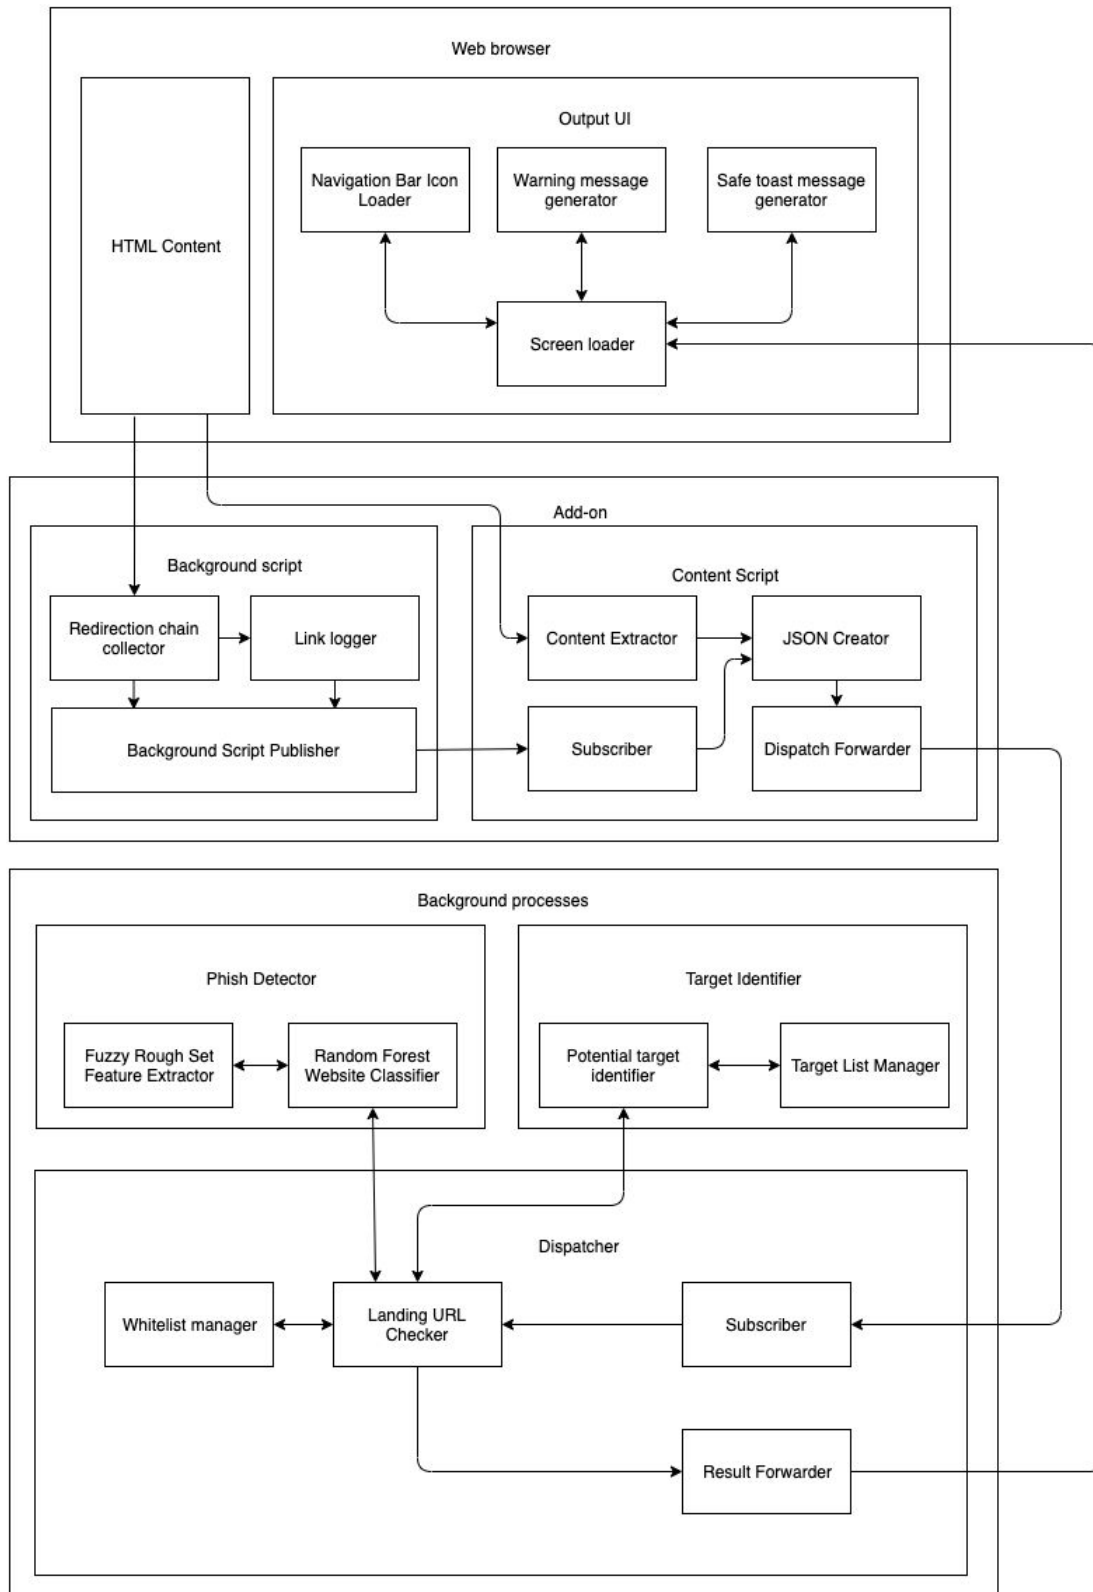 Web browser
HTML Content
Output UI
Navigation Bar Icon
Loader
Warning message
generator
Safe toast message
generator
Screen loader
Add-on
Background script
Redirection chain
collector
Link logger
Background Script Publisher
Content Script
Content Extractor
JSON Creator
Subscriber
Dispatch Forwarder
Background processes
Phish Detector
Fuzzy Rough Set
Feature Extractor
Random Forest
Website Classifier
Target Identifier
Potential target
identifier
Target List Manager
Dispatcher
Whitelist manager
Landing URL
Checker
Subscriber
Result Forwarder